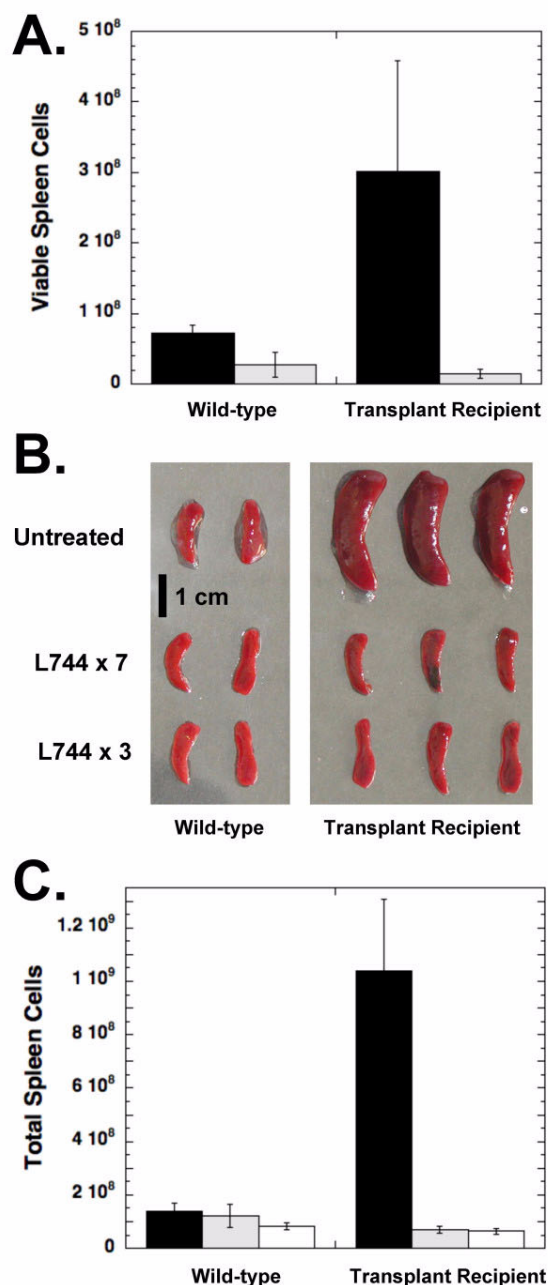 A.
5 10⁸
4 10⁸
3 10⁸
2 10⁸
1 10⁸
0
Viable Spleen Cells
Wild-type Transplant Recipient
B.
Untreated
1 cm
L744 x 7
L744 x 3
Wild-type Transplant Recipient
C.
1.2 10⁹
1 10⁹
8 10⁸
6 10⁸
4 10⁸
2 10⁸
0
Total Spleen Cells
Wild-type Transplant Recipient